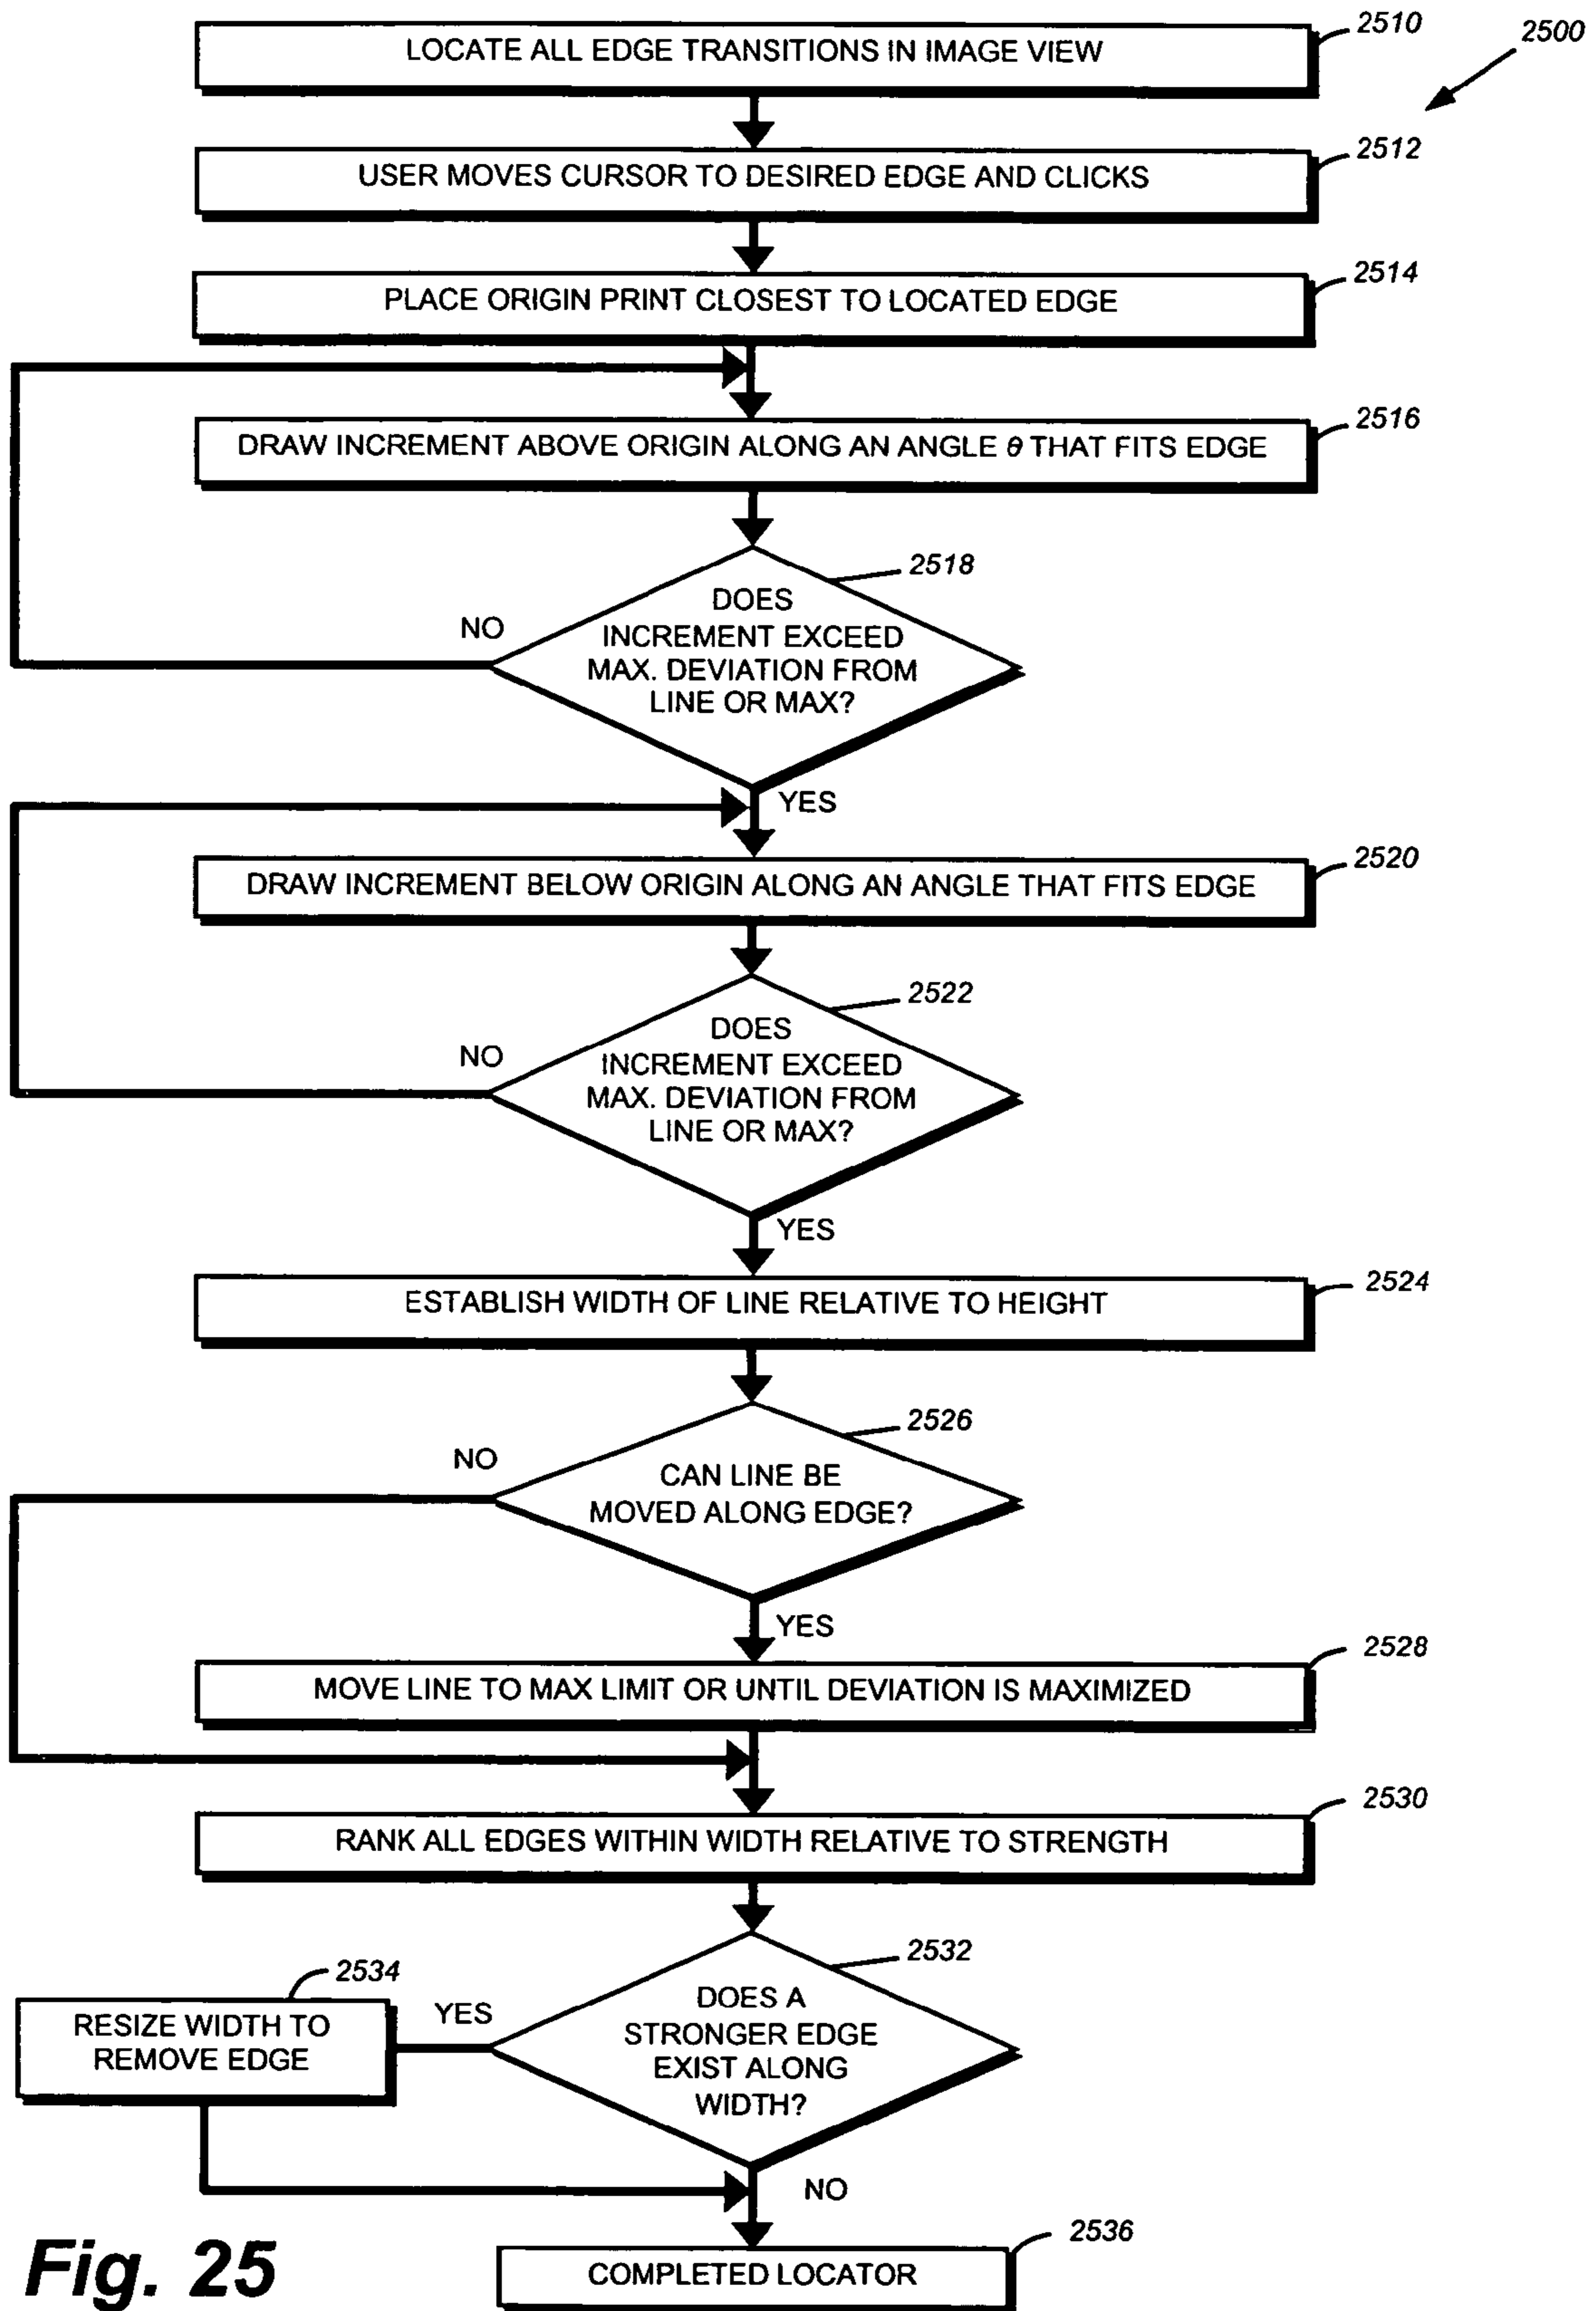 2510
2500
LOCATE ALL EDGE TRANSITIONS IN IMAGE VIEW
2512
USER MOVES CURSOR TO DESIRED EDGE AND CLICKS
2514
PLACE ORIGIN PRINT CLOSEST TO LOCATED EDGE
2516
DRAW INCREMENT ABOVE ORIGIN ALONG AN ANGLE θ THAT FITS EDGE
2518
NO
DOES
INCREMENT EXCEED
MAX. DEVIATION FROM
LINE OR MAX?
YES
2520
DRAW INCREMENT BELOW ORIGIN ALONG AN ANGLE THAT FITS EDGE
2522
NO
DOES
INCREMENT EXCEED
MAX. DEVIATION FROM
LINE OR MAX?
YES
2524
ESTABLISH WIDTH OF LINE RELATIVE TO HEIGHT
2526
NO
CAN LINE BE
MOVED ALONG EDGE?
YES
2528
MOVE LINE TO MAX LIMIT OR UNTIL DEVIATION IS MAXIMIZED
2530
RANK ALL EDGES WITHIN WIDTH RELATIVE TO STRENGTH
2532
2534
YES
DOES A
STRONGER EDGE
EXIST ALONG
WIDTH?
RESIZE WIDTH TO
REMOVE EDGE
NO
2536
COMPLETED LOCATOR
Fig. 25